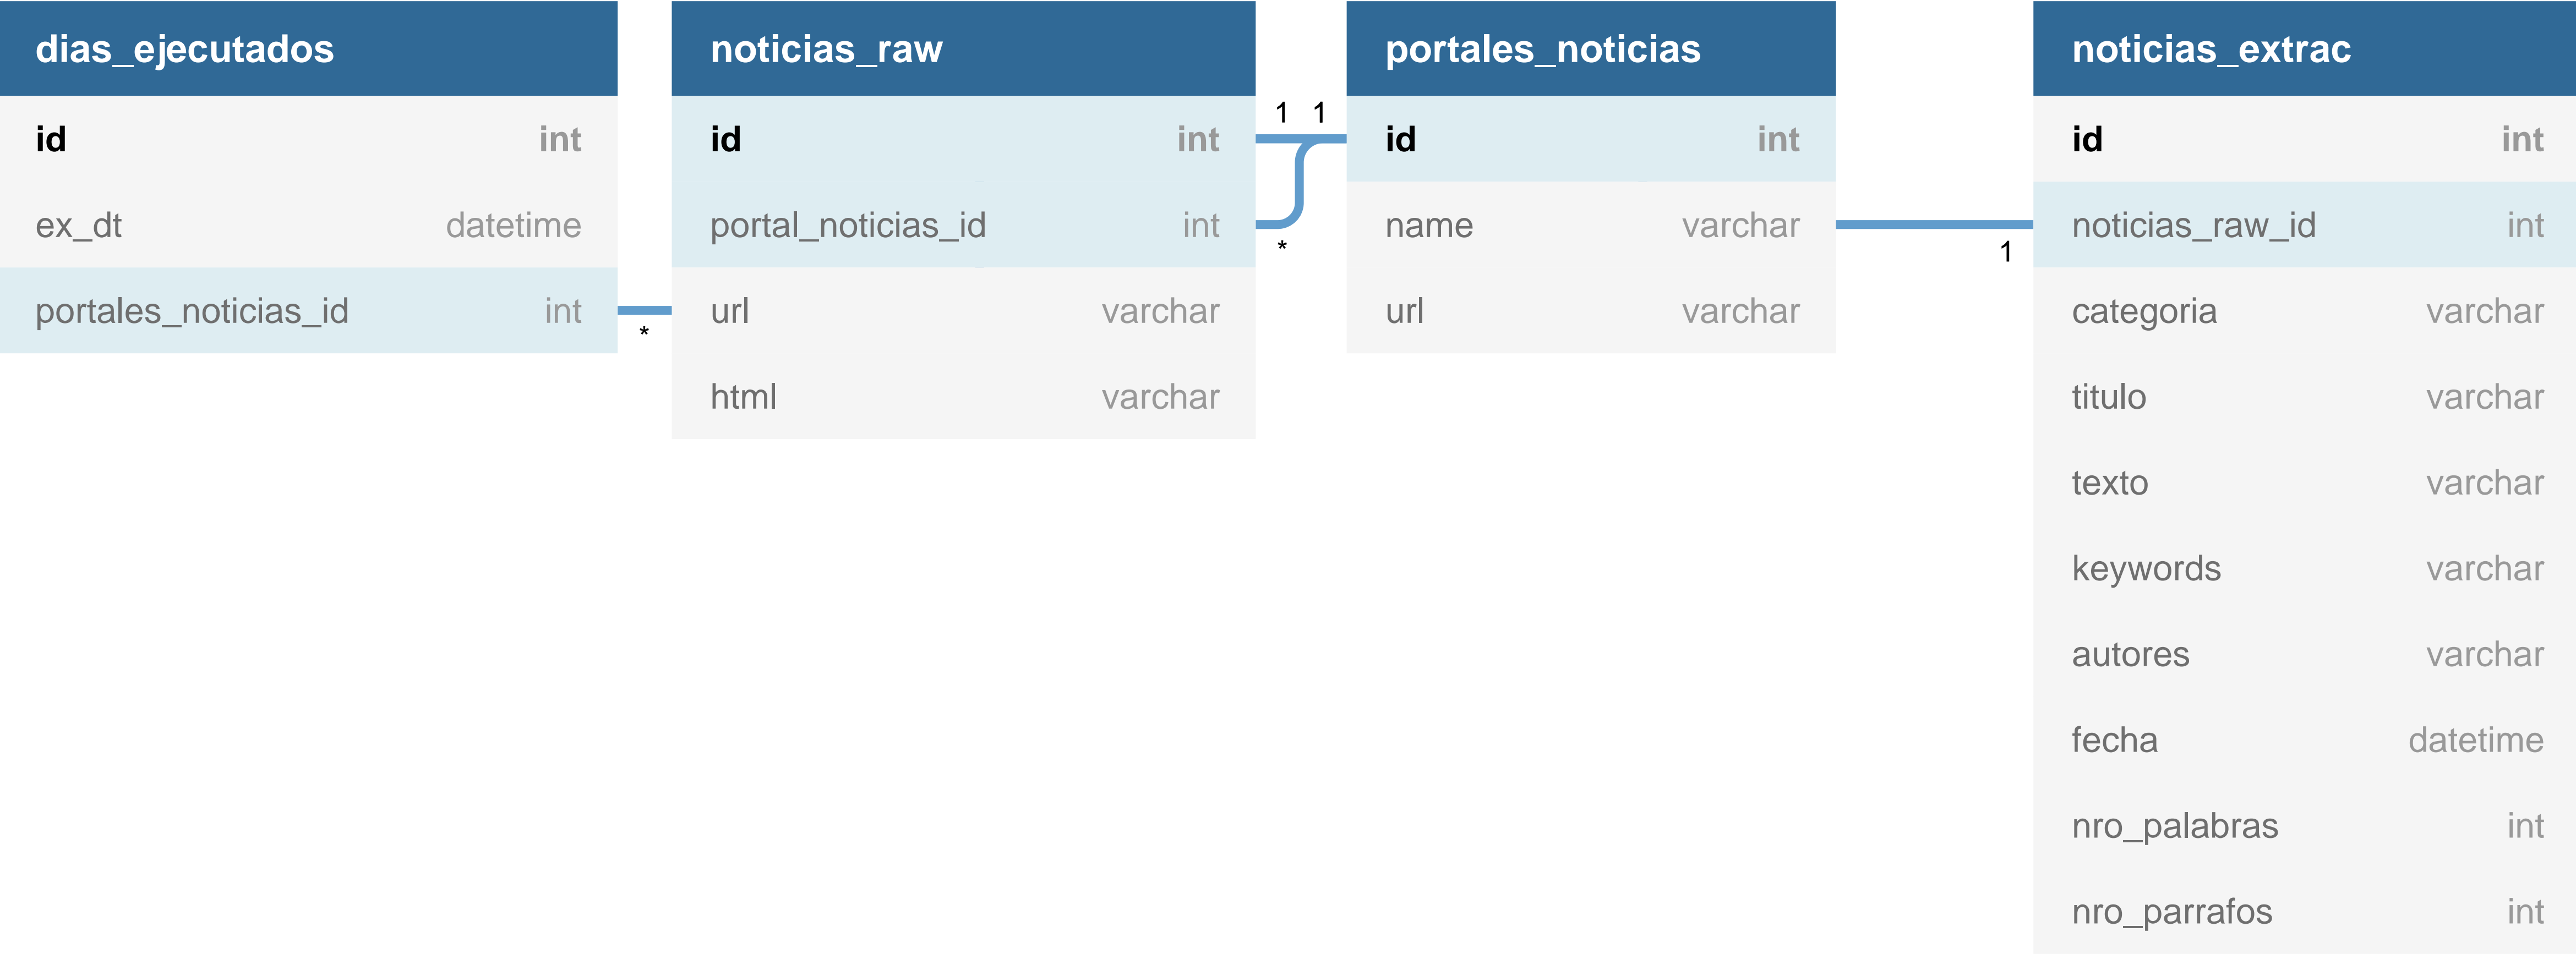 dias_ejecutados
id int
ex_dt datetime
portales_noticias_id int
*
noticias_raw
id int
portal_noticias_id int
url varchar
html varchar
1 1
*
portales_noticias
id int
name varchar
url varchar
1
noticias_extrac
id int
noticias_raw_id int
categoria varchar
titulo varchar
texto varchar
keywords varchar
autores varchar
fecha datetime
nro_palabras int
nro_parrafos int